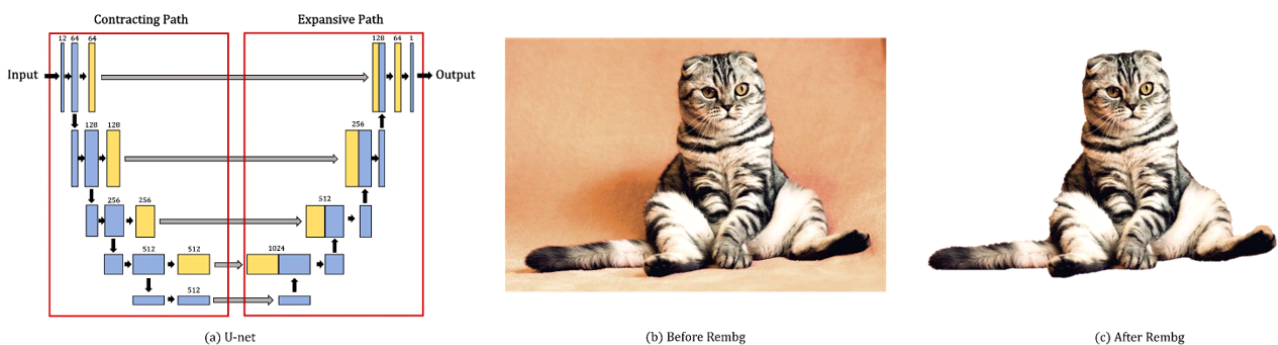 Contracting Path
Expansive Path
12 64 64
128 64 1
Input
Output
128 128
256
256 256
512
512 512
1024
512
(a) U-net
(b) Before Rembg
(c) After Rembg